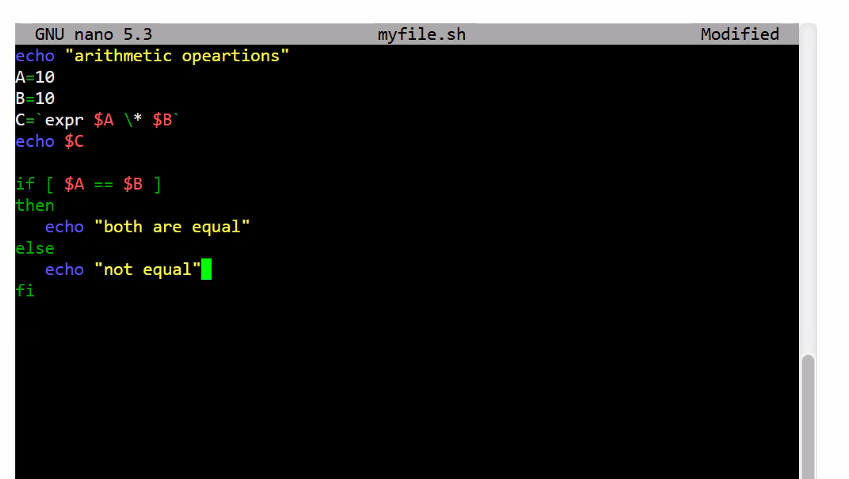 GNU nano 5.3 myfile.sh Modified
echo "arithmetic opeartions"
A=10
B=10
C=`expr $A \* $B`
echo $C
if [ $A == $B ]
then
echo "both are equal"
else
echo "not equal"
fi